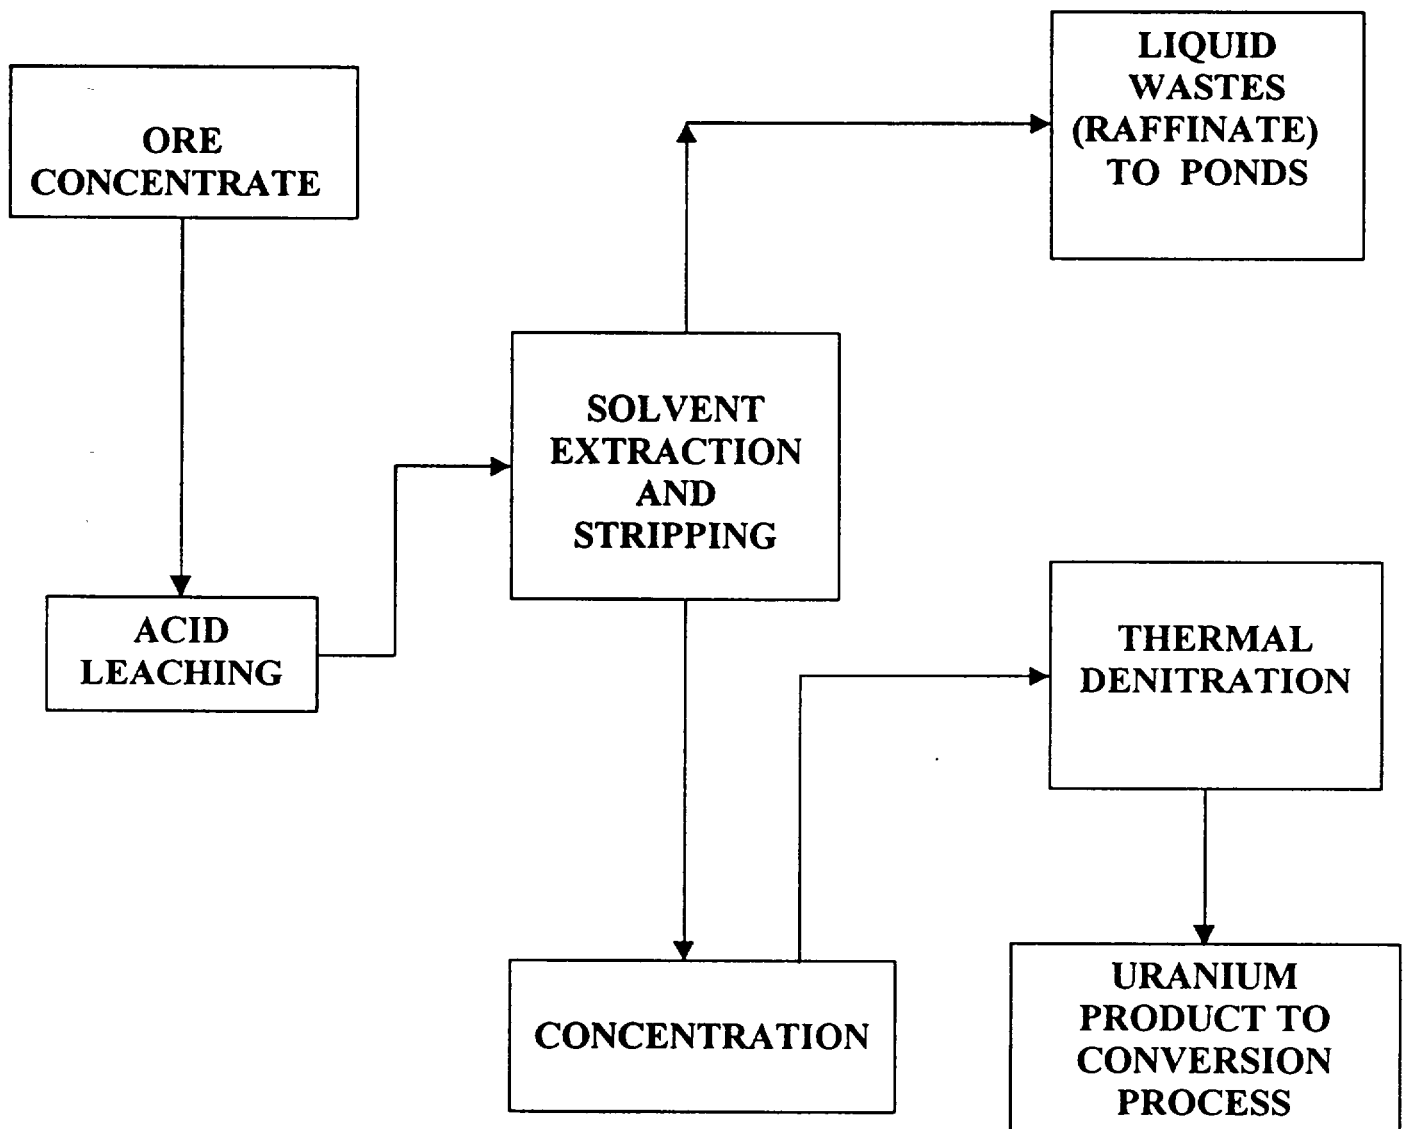 ORE
CONCENTRATE
LIQUID
WASTES
(RAFFINATE)
TO PONDS
SOLVENT
EXTRACTION
AND
STRIPPING
ACID
LEACHING
THERMAL
DENITRATION
CONCENTRATION
URANIUM
PRODUCT TO
CONVERSION
PROCESS